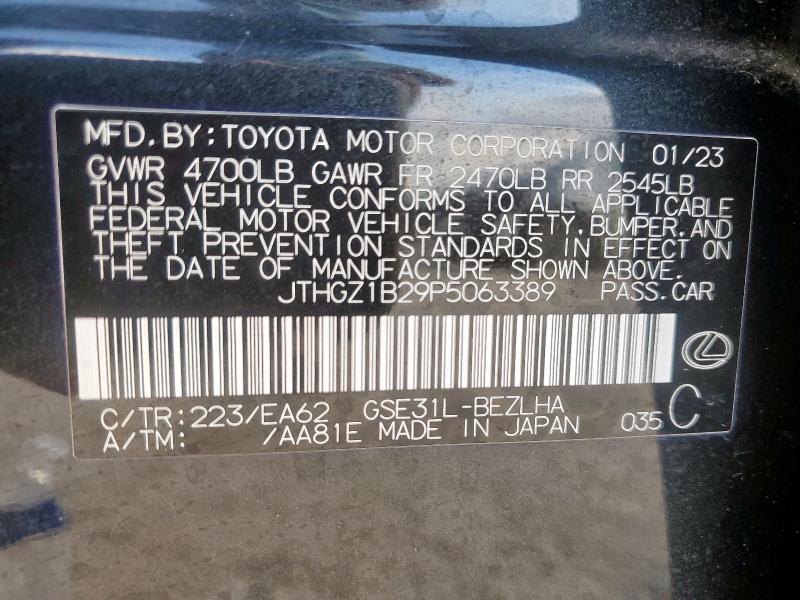 MFD. BY: TOYOTA MOTOR CORPORATION 01/23
GVWR 4700LB GAWR FR 2470LB RR 2545LB
THIS VEHICLE CONFORMS TO ALL APPLICABLE
FEDERAL MOTOR VEHICLE SAFETY, BUMPER, AND
THEFT PREVENTION STANDARDS IN EFFECT ON
THE DATE OF MANUFACTURE SHOWN ABOVE.
JTHGZ1B29P5063389 PASS.CAR
C/TR: 223/EA62 GSE31L-BEZLHA
A/TM: /AA81E MADE IN JAPAN 035 C